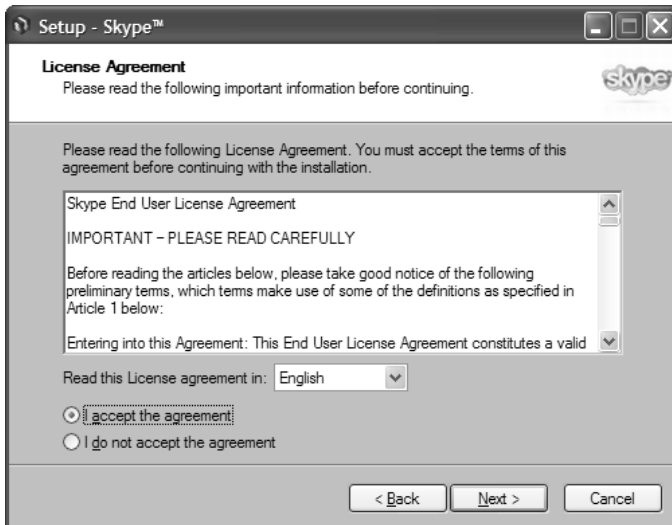 Setup - Skype™
License Agreement
Please read the following important information before continuing.
skype
Please read the following License Agreement. You must accept the terms of this
agreement before continuing with the installation.
Skype End User License Agreement
IMPORTANT – PLEASE READ CAREFULLY
Before reading the articles below, please take good notice of the following
preliminary terms, which terms make use of some of the definitions as specified in
Article 1 below:
Entering into this Agreement: This End User License Agreement constitutes a valid
Read this License agreement in: English
I accept the agreement
I do not accept the agreement
< Back Next > Cancel